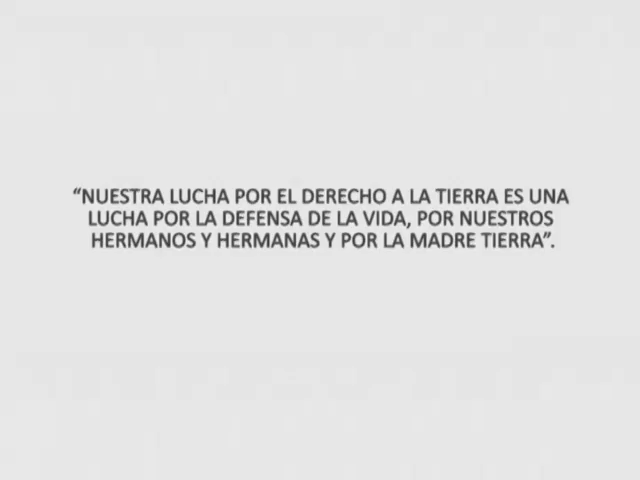 “NUESTRA LUCHA POR EL DERECHO A LA TIERRA ES UNA
LUCHA POR LA DEFENSA DE LA VIDA, POR NUESTROS
HERMANOS Y HERMANAS Y POR LA MADRE TIERRA”.